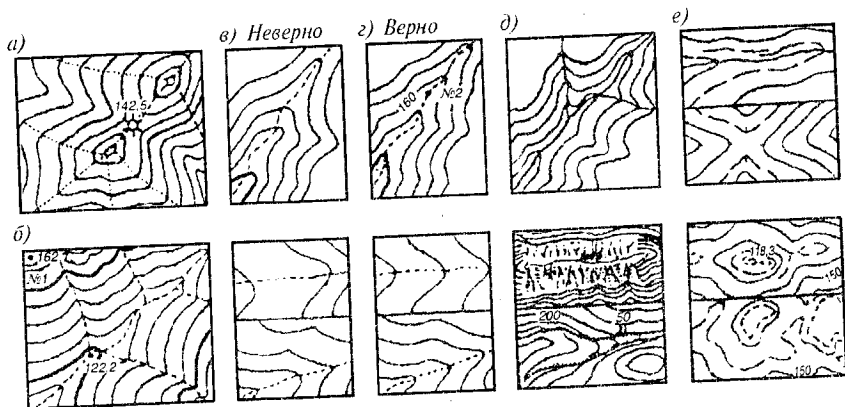 а)
в) Неверно
г) Верно
д)
е)
142,5
160
№2
б)
162
№1
122,2
200
50
118,3
150
150